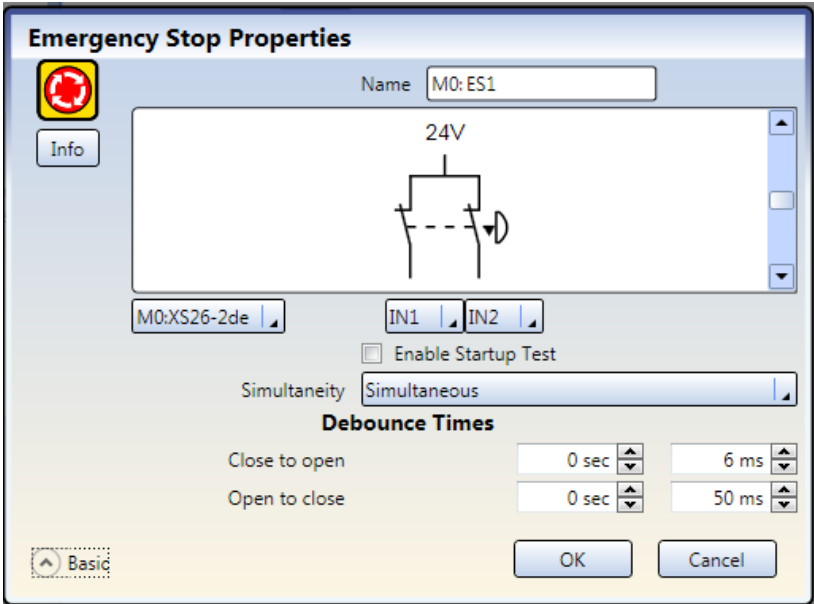 Emergency Stop Properties
Name M0: ES1
Info
24V
M0:XS26-2de IN1 IN2
Enable Startup Test
Simultaneity Simultaneous
Debounce Times
Close to open 0 sec 6 ms
Open to close 0 sec 50 ms
Basic OK Cancel